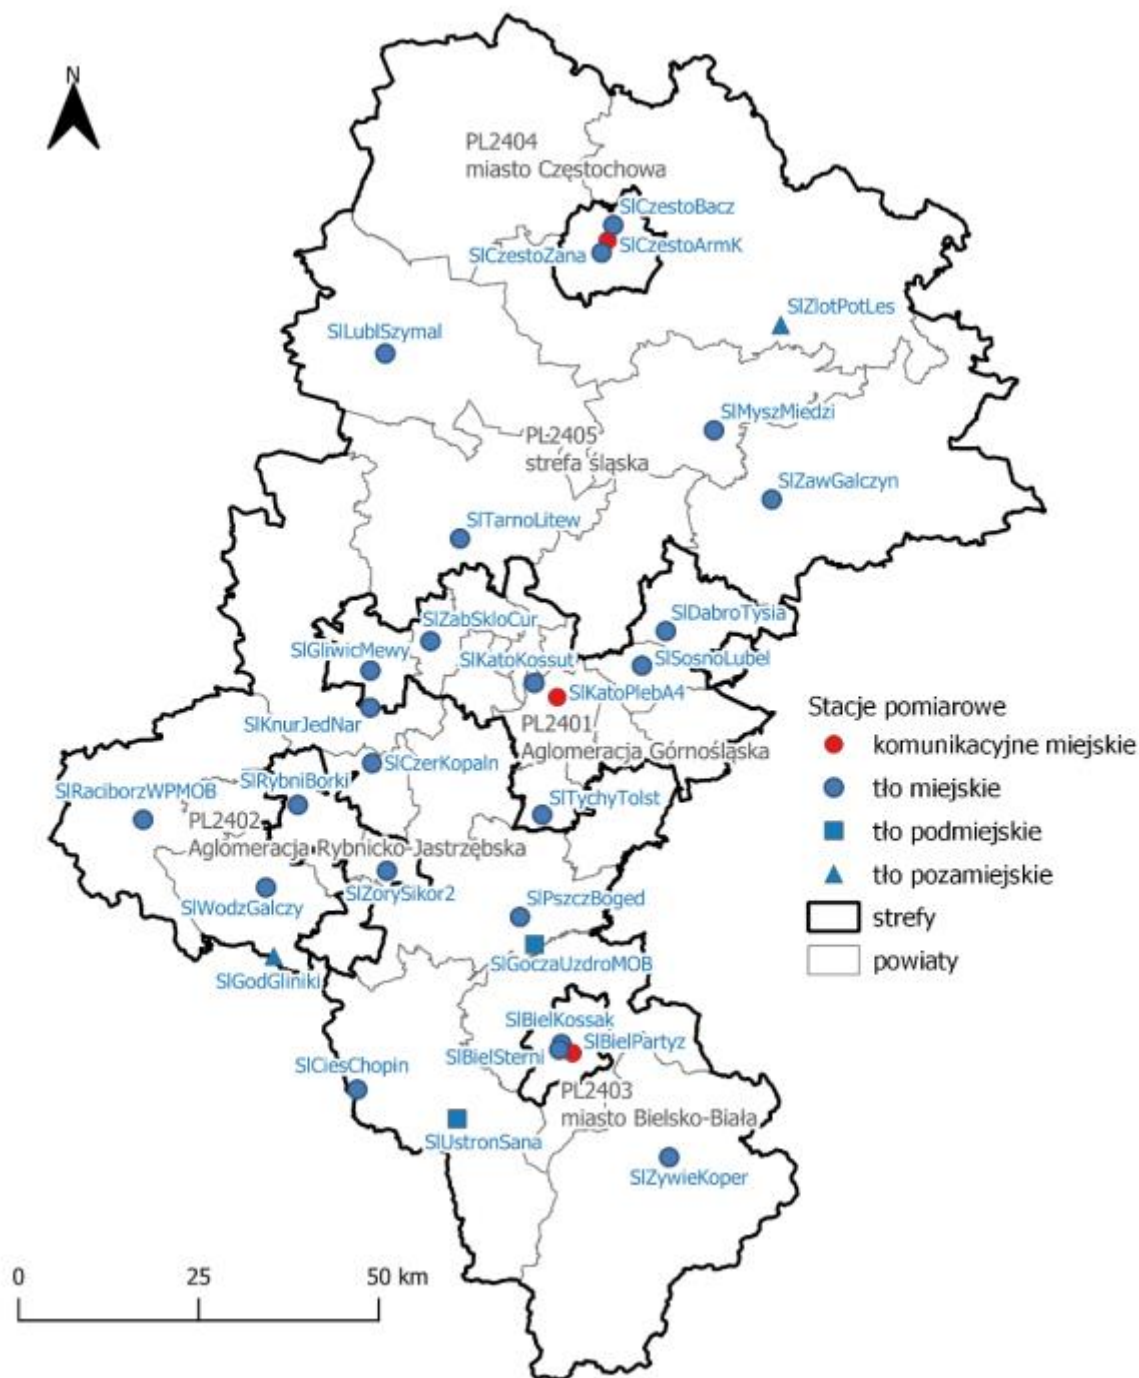 N
PL2404
miasto Częstochowa
SlCzestoBacz
SlCzestoArmK
SlCzestoZana
SlZlotPotLes
SlLublSzymal
SlMyszMiedzi
PL2405
strefa śląska
SlZawGalczyn
SlTarnoLitew
SlDabroTysia
SlZabSkloCur
SlGliwicMewy
SlKatoKossut
SlSosnoLubel
SlKatoPlebA4
SlKnurJedNar
PL2401
Aglomeracja Górnośląska
SlCzerKopaln
SlRybniBorki
SlRaciborzWPMOB
SlTychyTolst
PL2402
Aglomeracja Rybnicko-Jastrzębska
SlZorySikor2
SlWodzGalczy
SlPszczBoged
SlGoczaUzdroMOB
SlGodGliniki
SlBielKossak
SlBielPartyz
SlBielSterni
SlCiesChopin
PL2403
miasto Bielsko-Biała
SlUstronSana
SlZywieKoper
Stacje pomiarowe
komunikacyjne miejskie
tło miejskie
tło podmiejskie
tło pozamiejskie
strefy
powiaty
0 25 50 km